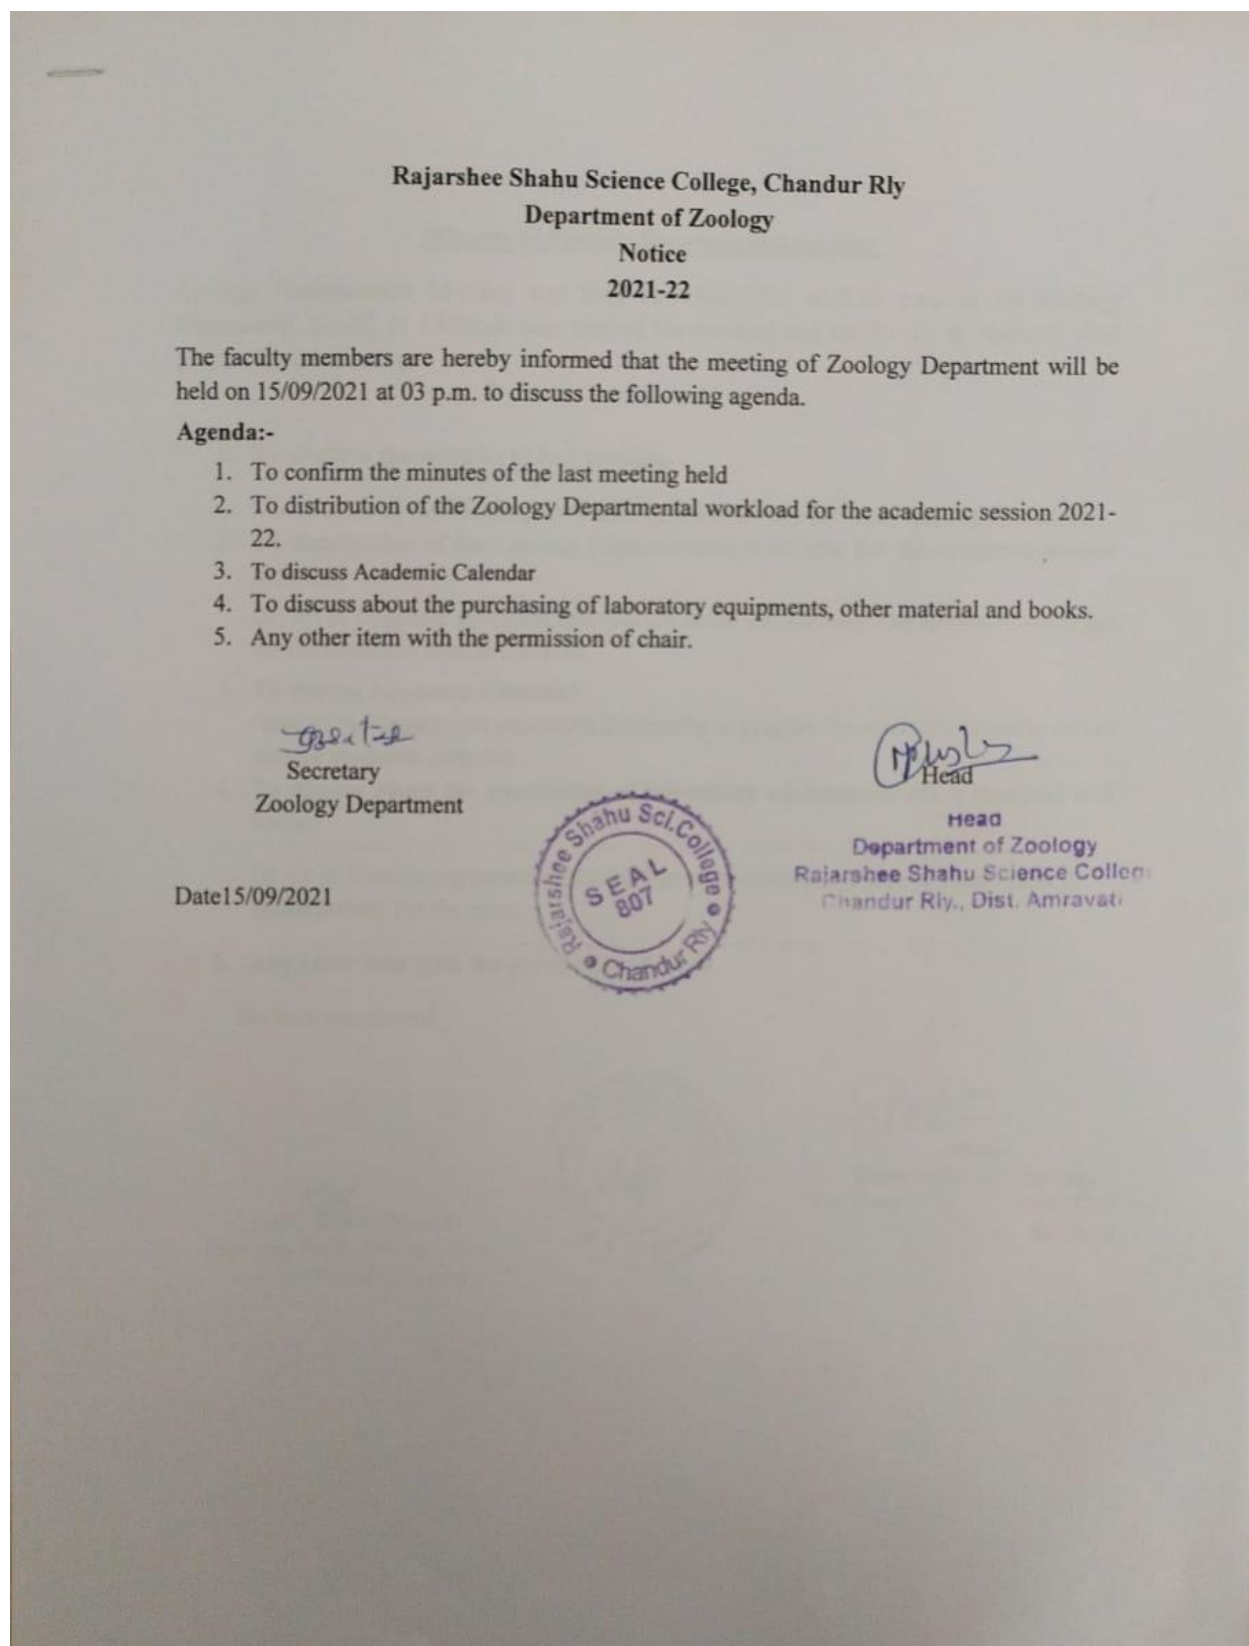 Rajarshee Shahu Science College, Chandur Rly
Department of Zoology
Notice
2021-22
The faculty members are hereby informed that the meeting of Zoology Department will be
held on 15/09/2021 at 03 p.m. to discuss the following agenda.
Agenda:-
1. To confirm the minutes of the last meeting held
2. To distribution of the Zoology Departmental workload for the academic session 2021-
22.
3. To discuss Academic Calendar
4. To discuss about the purchasing of laboratory equipments, other material and books.
5. Any other item with the permission of chair.
Secretary
Zoology Department
Head
Head
Department of Zoology
Rajarshee Shahu Science Colleg
Chandur Rly., Dist. Amravati
Rajarshee Shahu Sci.College
Chandur Rly
SEAL
807
Date15/09/2021